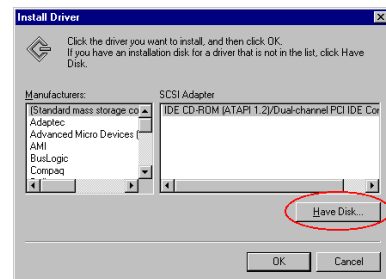 Install Driver
Click the driver you want to install, and then click OK.
If you have an installation disk for a driver that is not in the list, click Have
Disk.
Manufacturers:
SCSI Adapter
(Standard mass storage co
Adaptec
Advanced Micro Devices (
AMI
BusLogic
Compaq
IDE CD-ROM (ATAPI 1.2)/Dual-channel PCI IDE Cor
Have Disk...
OK
Cancel